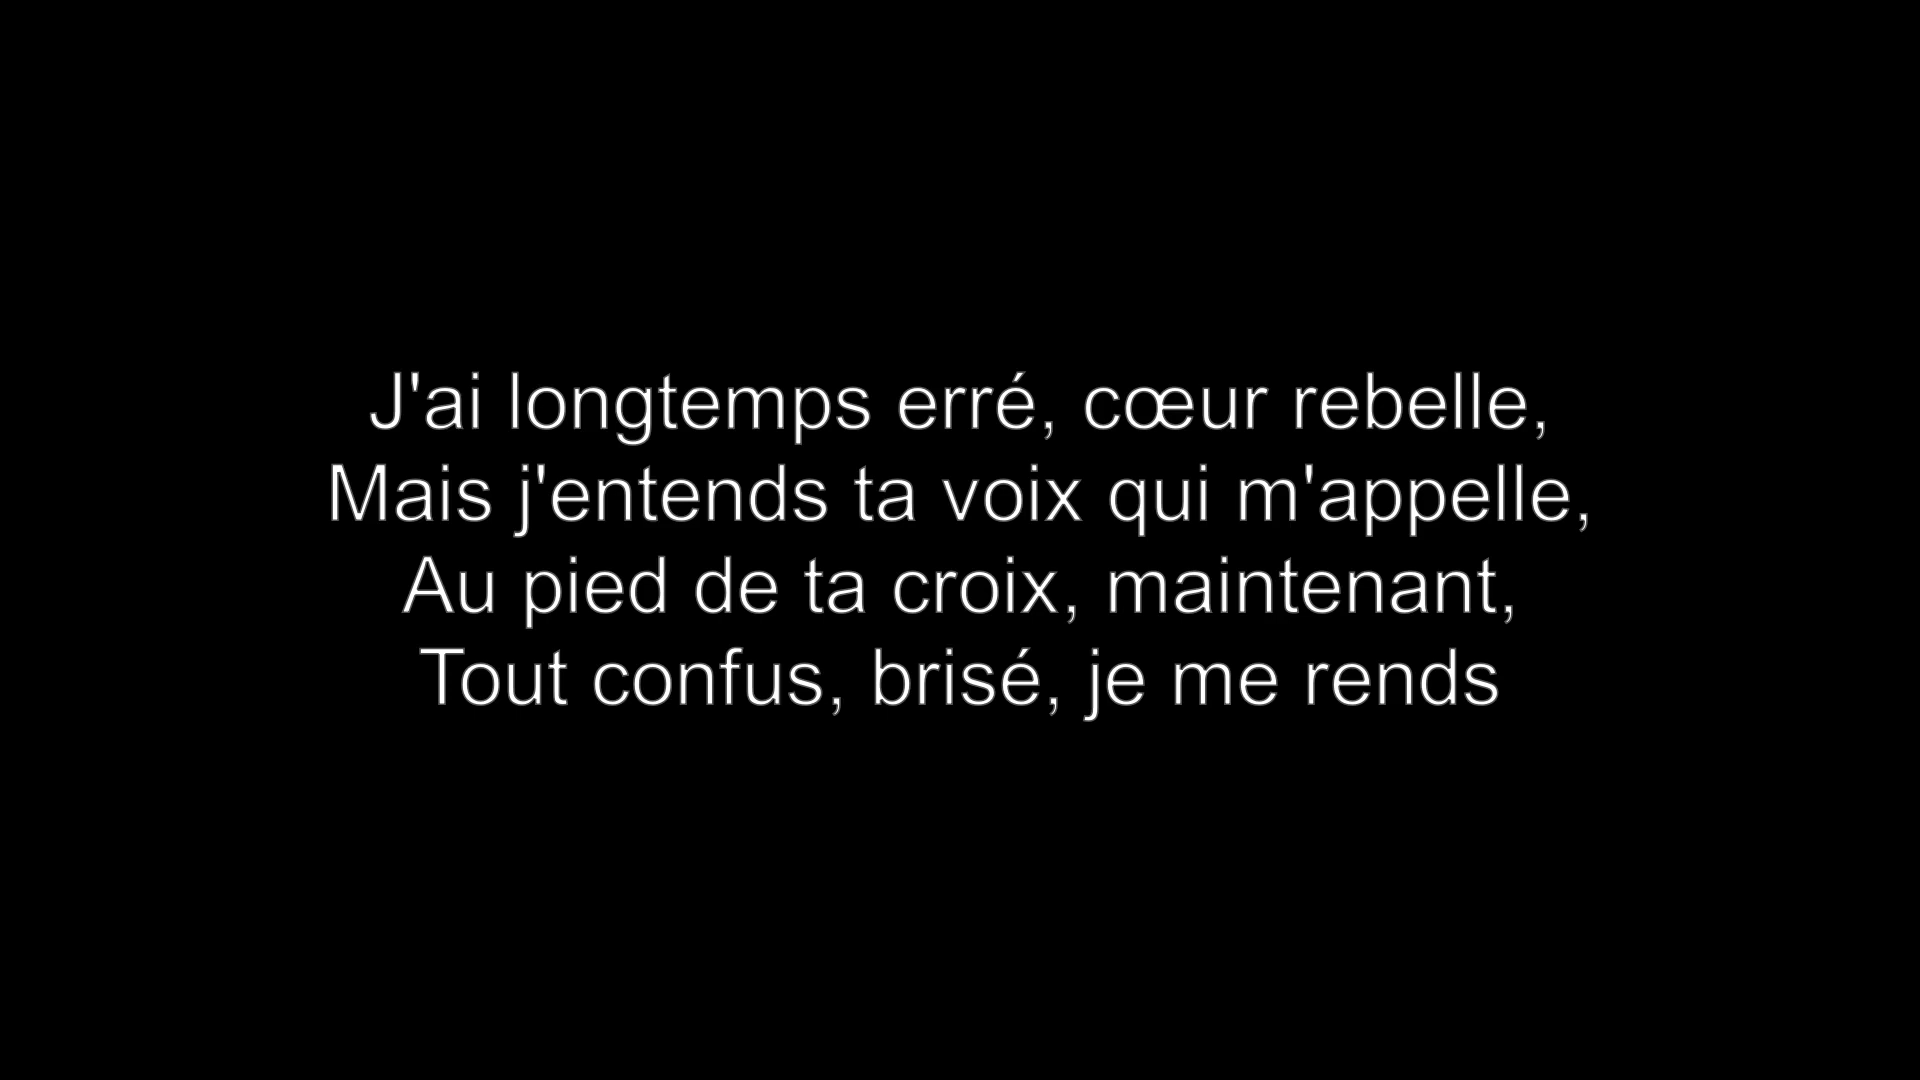 J'ai longtemps erré, cœur rebelle,
Mais j'entends ta voix qui m'appelle,
Au pied de ta croix, maintenant,
Tout confus, brisé, je me rends